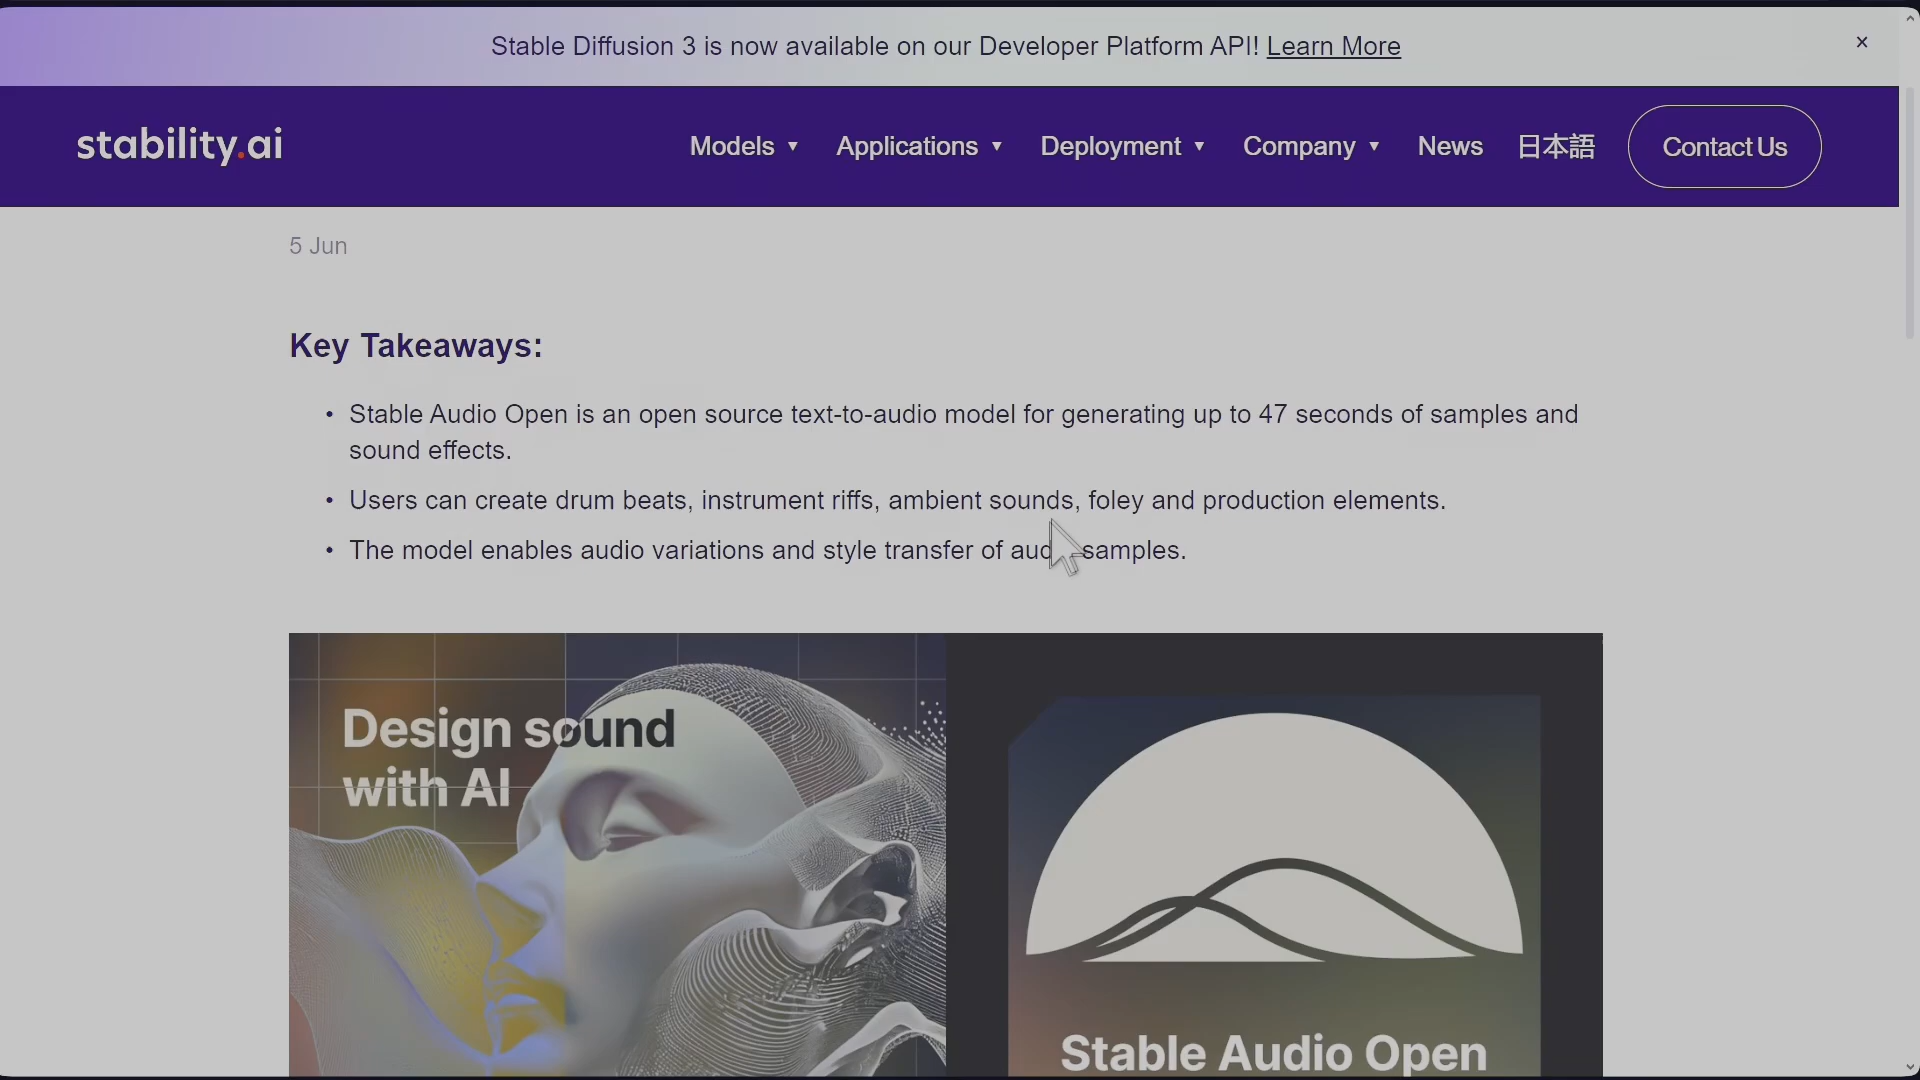 Stable Diffusion 3 is now available on our Developer Platform API! Learn More ×
stability.ai
Models ▼ Applications ▼ Deployment ▼ Company ▼ News 日本語 Contact Us
5 Jun
Key Takeaways:
• Stable Audio Open is an open source text-to-audio model for generating up to 47 seconds of samples and
sound effects.
• Users can create drum beats, instrument riffs, ambient sounds, foley and production elements.
• The model enables audio variations and style transfer of audio samples.
Design sound
with AI
Stable Audio Open